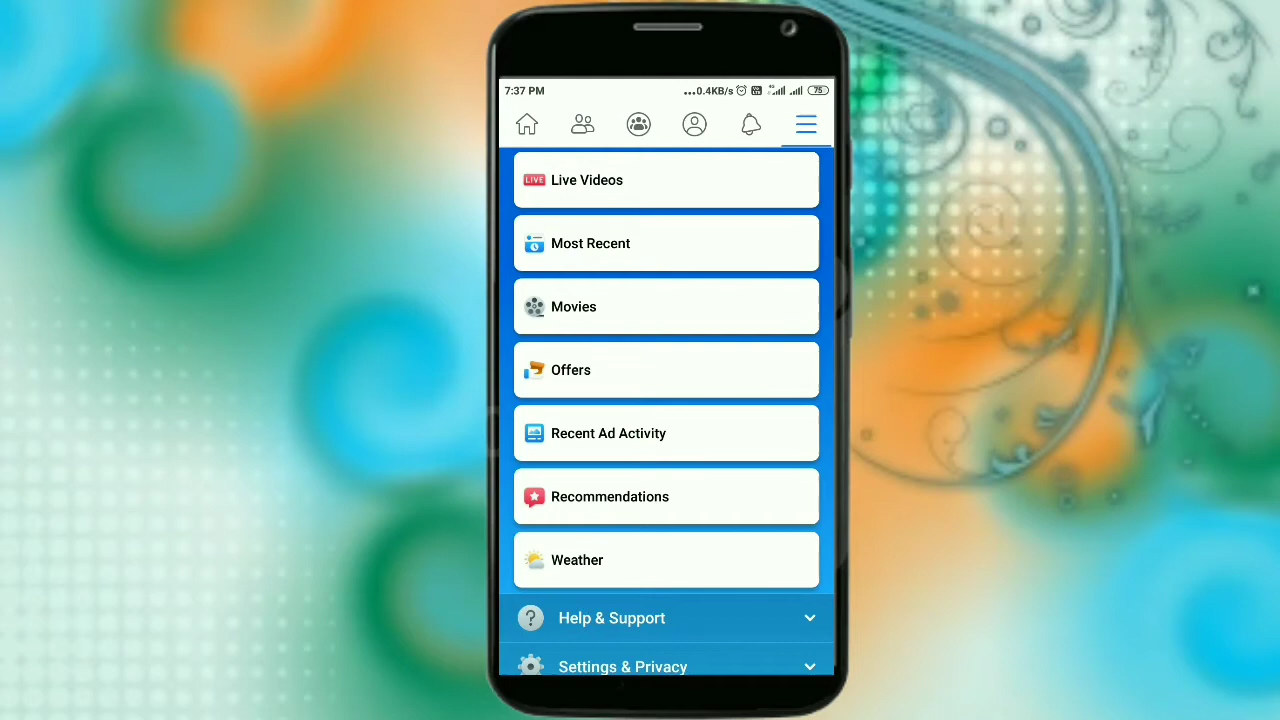 7:37 PM
...0.4KB/s
75
LIVE Live Videos
Most Recent
Movies
Offers
Recent Ad Activity
Recommendations
Weather
? Help & Support
Settings & Privacy